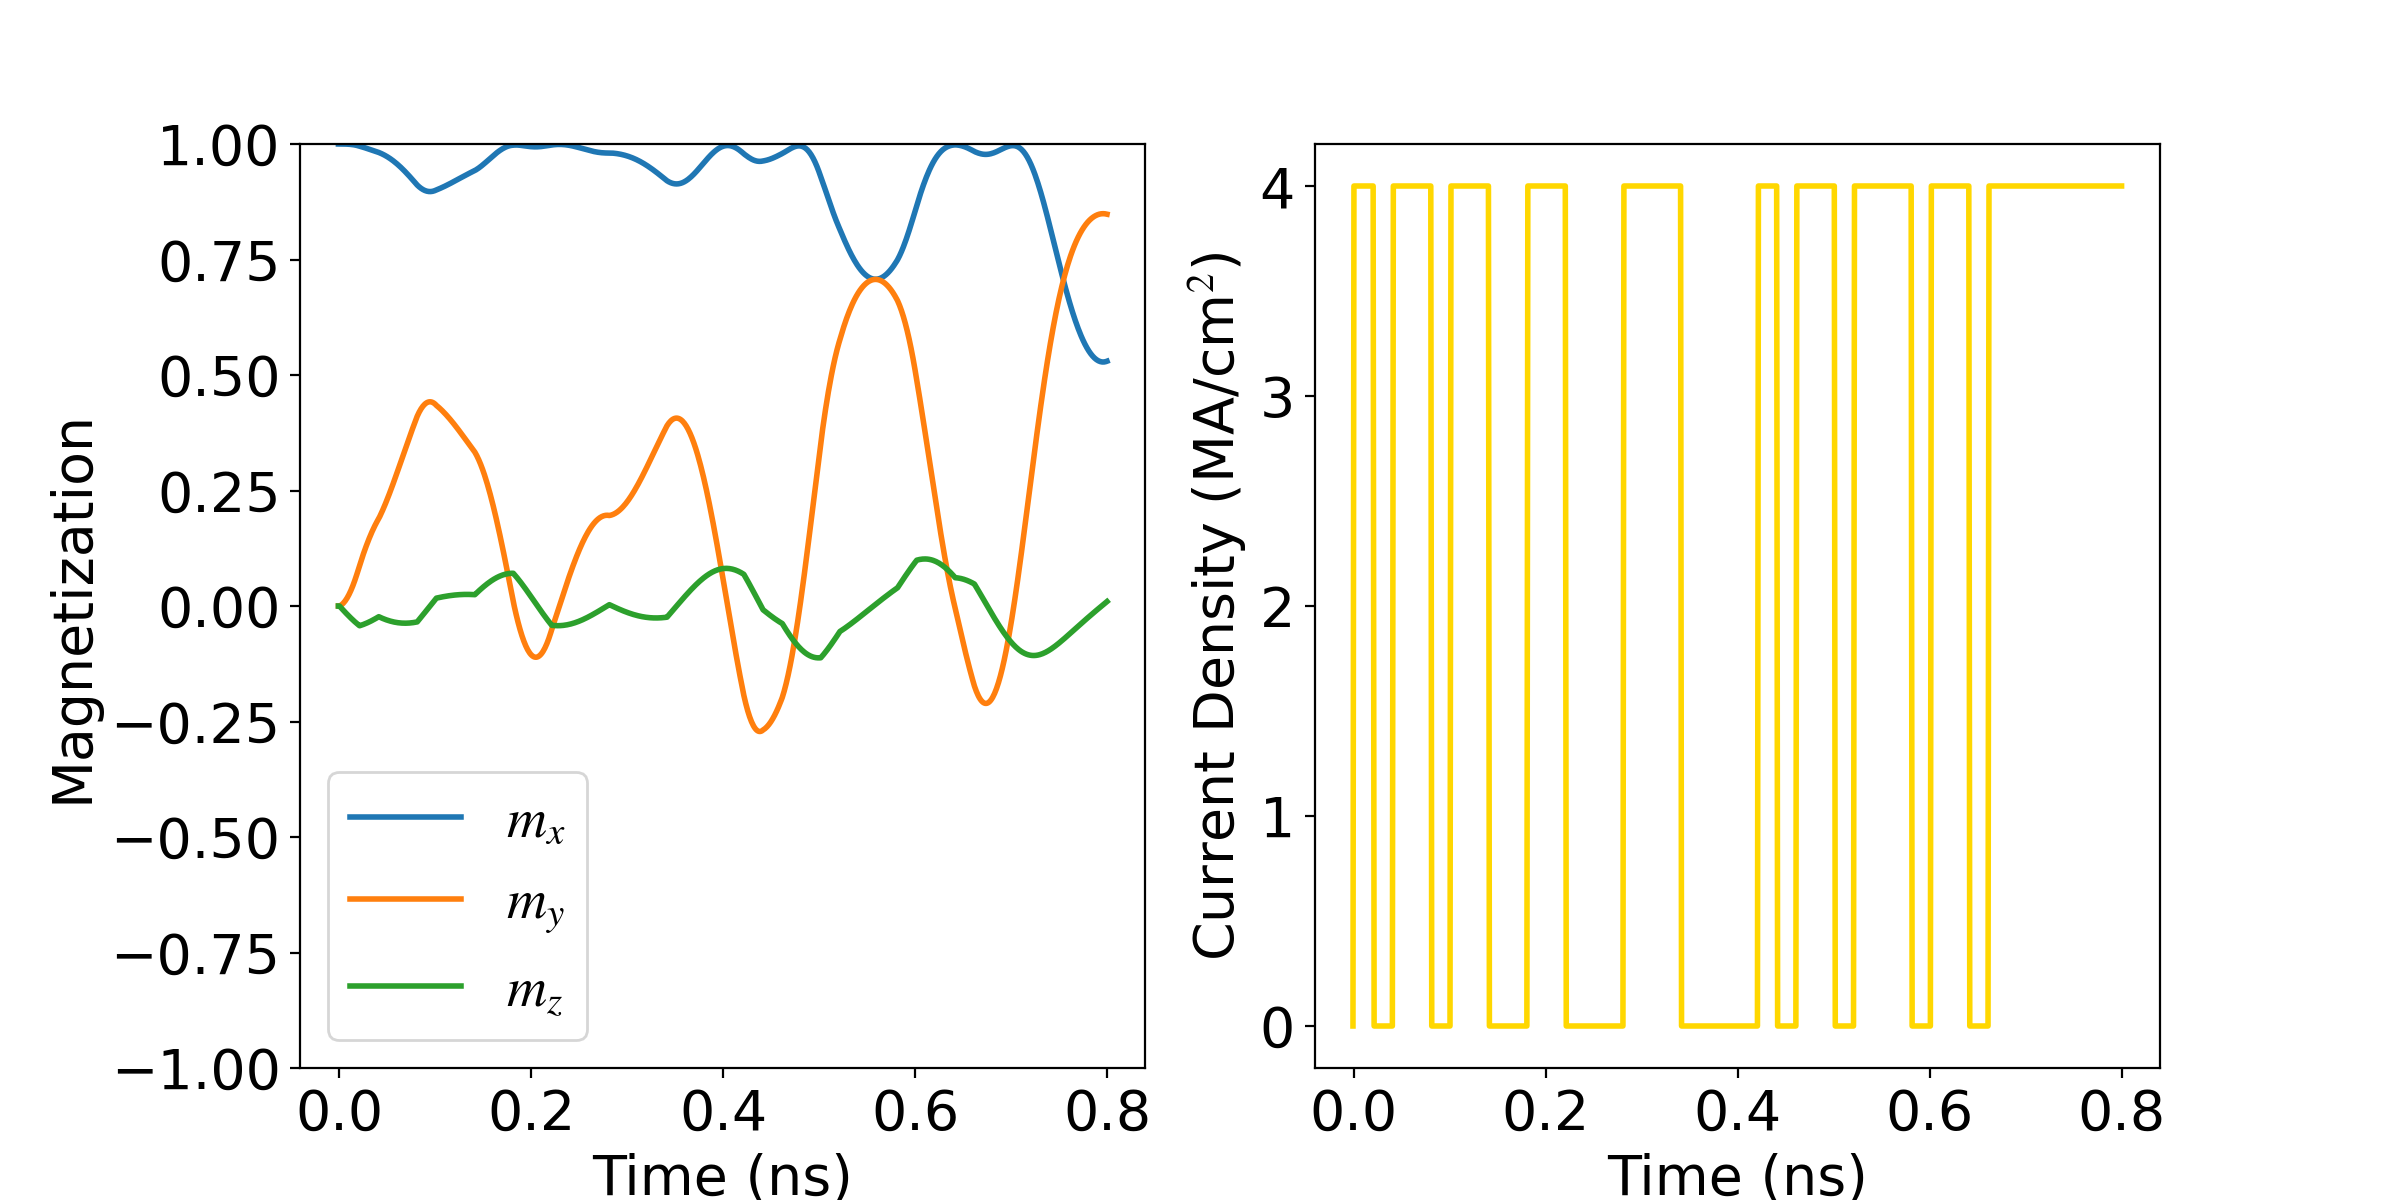 Magnetization
1.00
0.75
0.50
0.25
0.00
−0.25
−0.50
−0.75
−1.00
m_x
m_y
m_z
0.0 0.2 0.4 0.6 0.8
Time (ns)
Current Density (MA/cm²)
4
3
2
1
0
0.0 0.2 0.4 0.6 0.8
Time (ns)